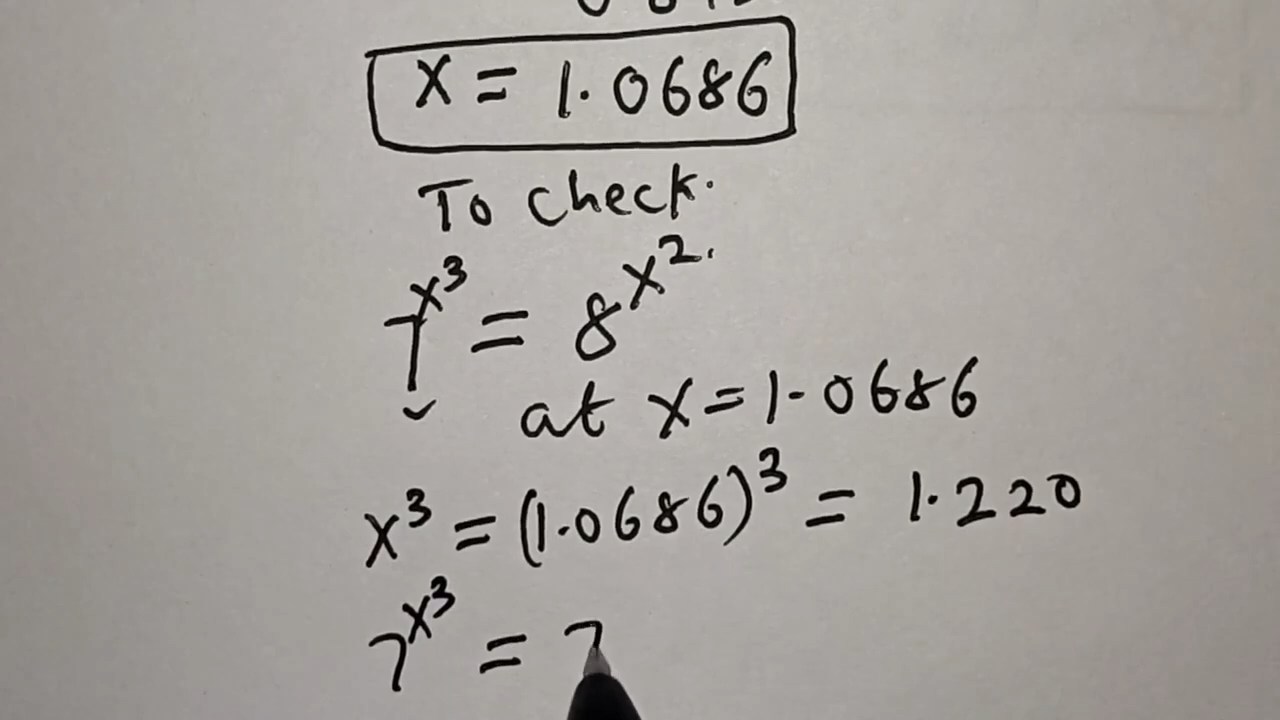 x = 1.0686
To check.
7^x^3 = 8^x^2.
at x = 1.0686
x^3 = (1.0686)^3 = 1.220
7^x^3 = 7